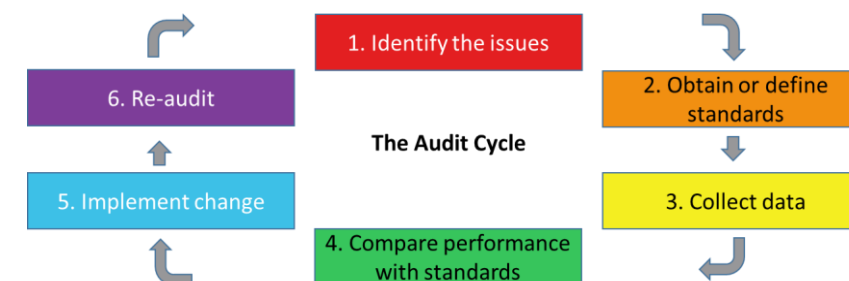 1. Identify the issues
2. Obtain or define
standards
3. Collect data
4. Compare performance
with standards
5. Implement change
6. Re-audit
The Audit Cycle